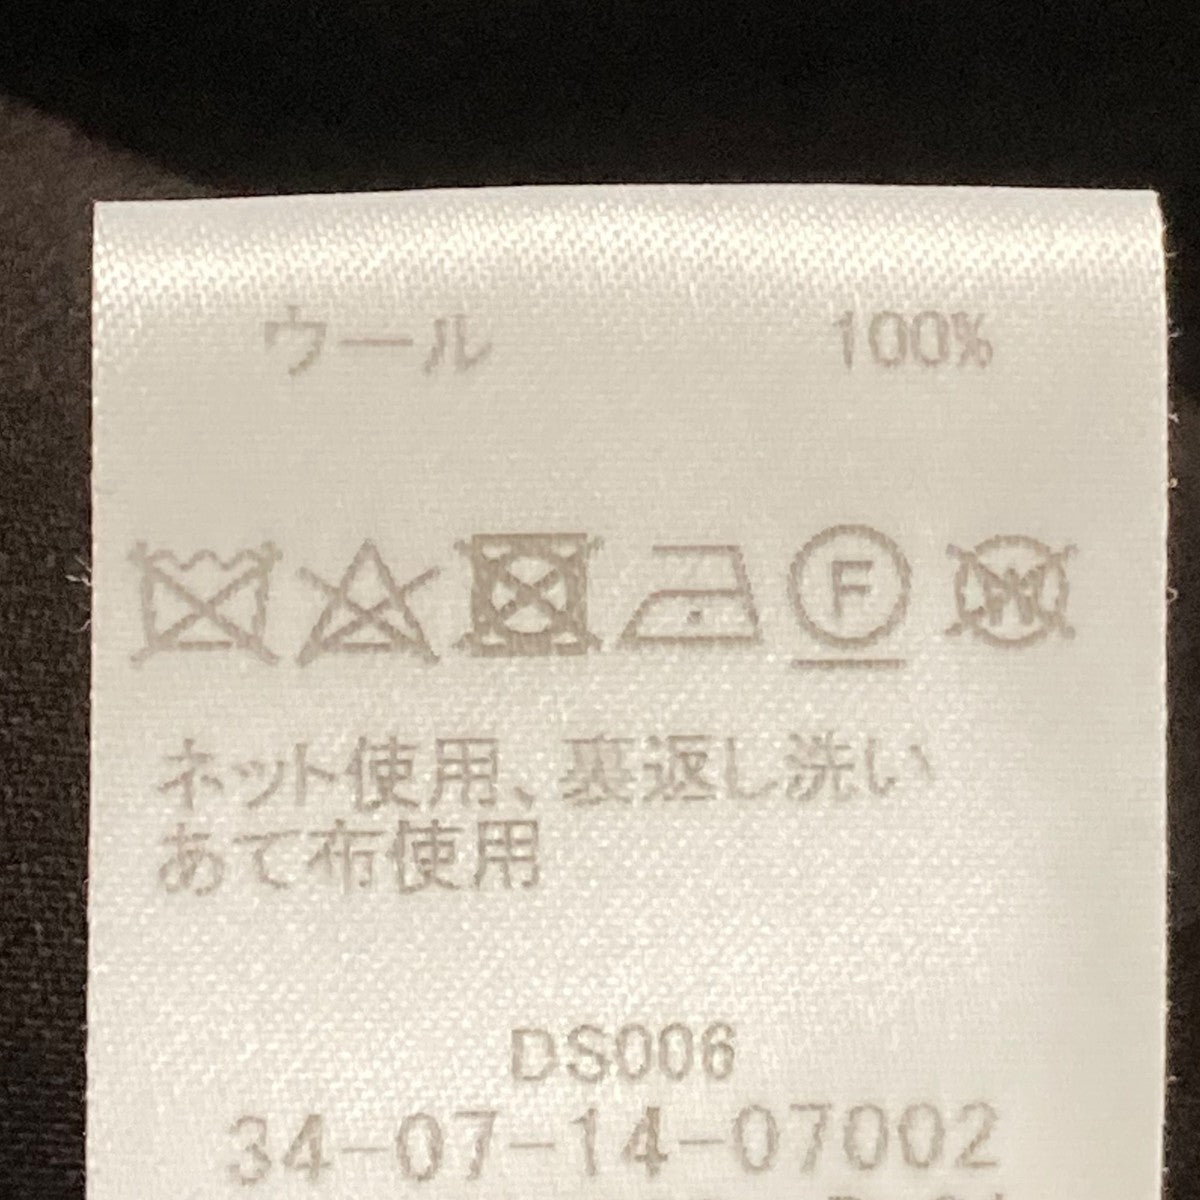 ウール 100%
F W
ネット使用、裏返し洗い
あて布使用
DS006
34-07-14-07002